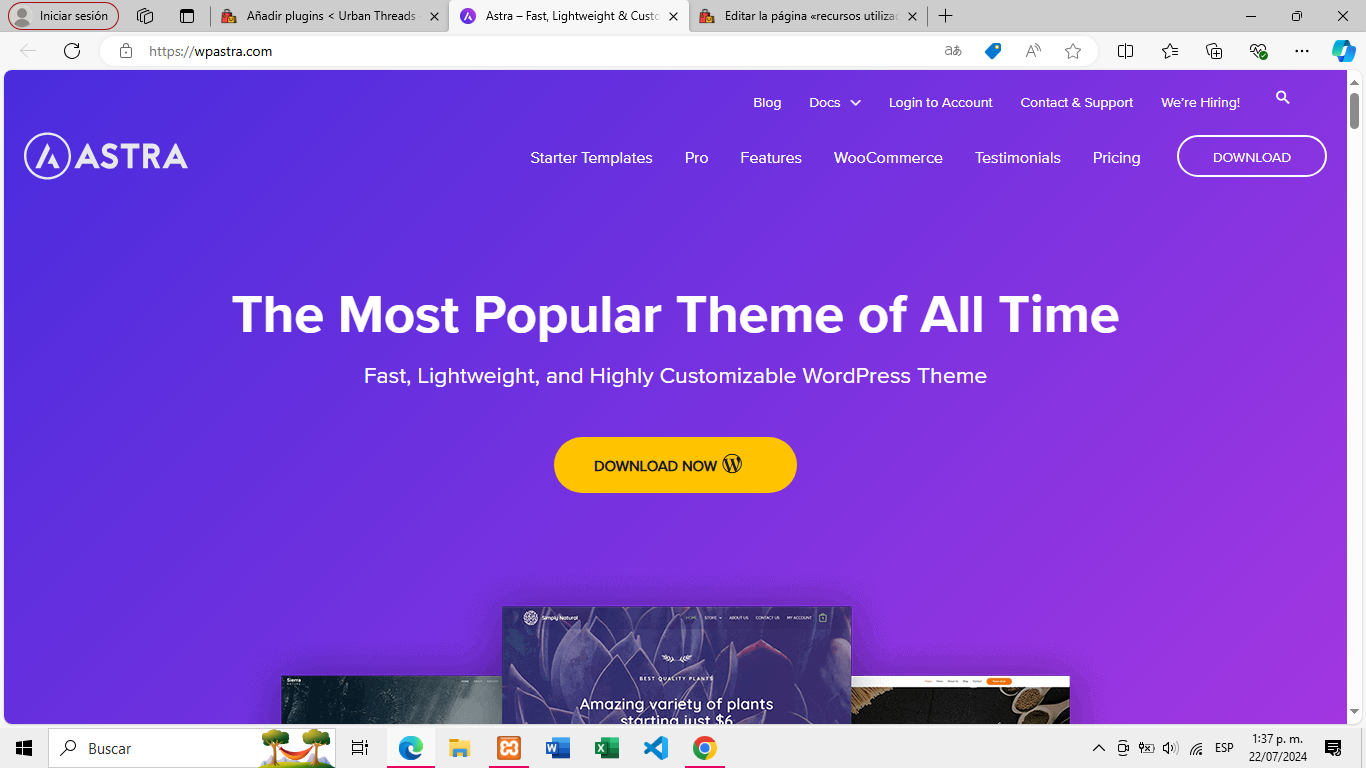 Iniciar sesión
Añadir plugins < Urban Threads
Astra – Fast, Lightweight & Custo
Editar la página «recursos utilizad
https://wpastra.com
Blog
Docs
Login to Account
Contact & Support
We're Hiring!
ASTRA
Starter Templates
Pro
Features
WooCommerce
Testimonials
Pricing
DOWNLOAD
The Most Popular Theme of All Time
Fast, Lightweight, and Highly Customizable WordPress Theme
DOWNLOAD NOW
Simply Natural
HOME
STORE
ABOUT US
CONTACT US
MY ACCOUNT
BEST QUALITY PLANTS
Amazing variety of plants
starting just $6
Sierra
Buscar
ESP
1:37 p. m.
22/07/2024